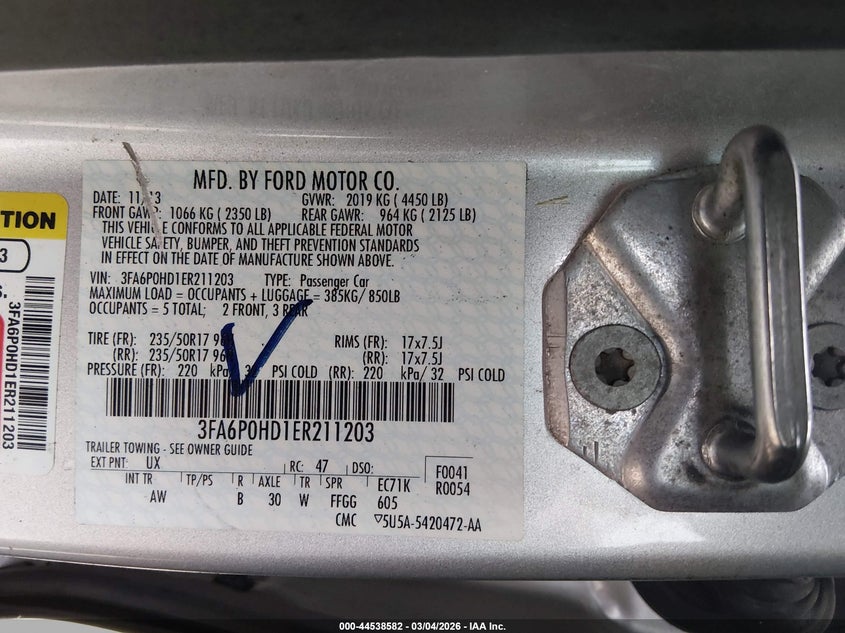 MFD. BY FORD MOTOR CO.
DATE: 11/13 GVWR: 2019 KG ( 4450 LB)
FRONT GAWR: 1066 KG ( 2350 LB) REAR GAWR: 964 KG ( 2125 LB)
THIS VEHICLE CONFORMS TO ALL APPLICABLE FEDERAL MOTOR
VEHICLE SAFETY, BUMPER, AND THEFT PREVENTION STANDARDS
IN EFFECT ON THE DATE OF MANUFACTURE SHOWN ABOVE.
VIN: 3FA6P0HD1ER211203 TYPE: Passenger Car
MAXIMUM LOAD = OCCUPANTS + LUGGAGE = 385KG/ 850LB
OCCUPANTS = 5 TOTAL; 2 FRONT, 3 REAR
TIRE (FR): 235/50R17 RIMS (FR): 17x7.5J
(RR): 235/50R17 (RR): 17x7.5J
PRESSURE (FR): 220 kPa/ PSI COLD (RR): 220 kPa/ 32 PSI COLD
3FA6P0HD1ER211203
TRAILER TOWING - SEE OWNER GUIDE
EXT PNT: UX RC: 47 DSO: F0041
INT TR TP/PS R AXLE TR SPR EC71K R0054
AW B 30 W FFGG 605
CMC ▽5U5A-5420472-AA
TION
3
S.
3FA6P0HD1ER211203
000-44538582 — 03/04/2026 — IAA Inc.